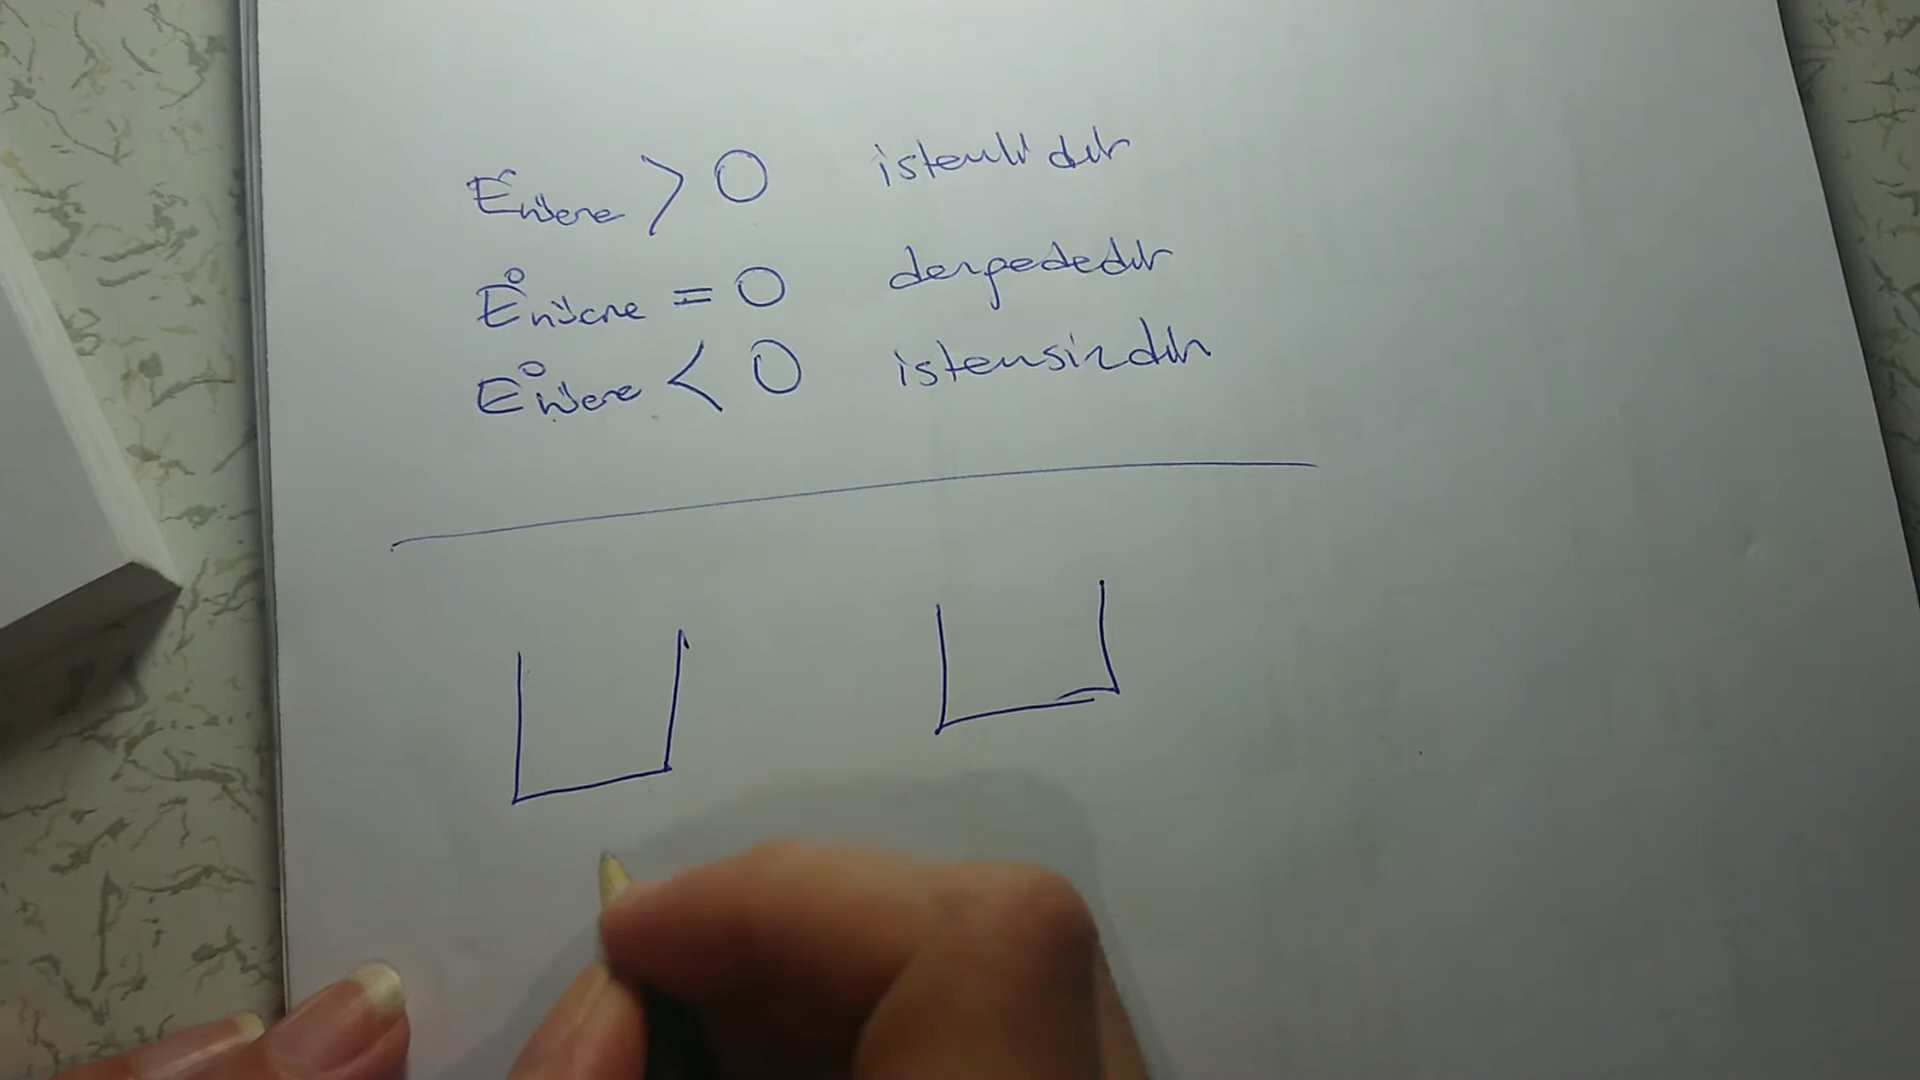 E°hücre > 0 istemlidir
E°hücre = 0 dengededir
E°hücre < 0 istemsizdir